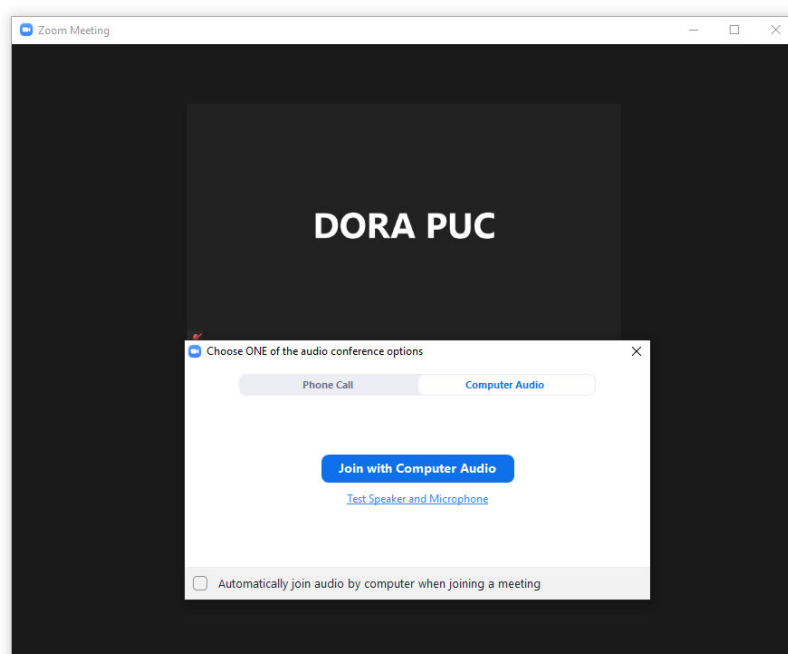 Zoom Meeting
DORA PUC
Choose ONE of the audio conference options
Phone Call
Computer Audio
Join with Computer Audio
Test Speaker and Microphone
Automatically join audio by computer when joining a meeting